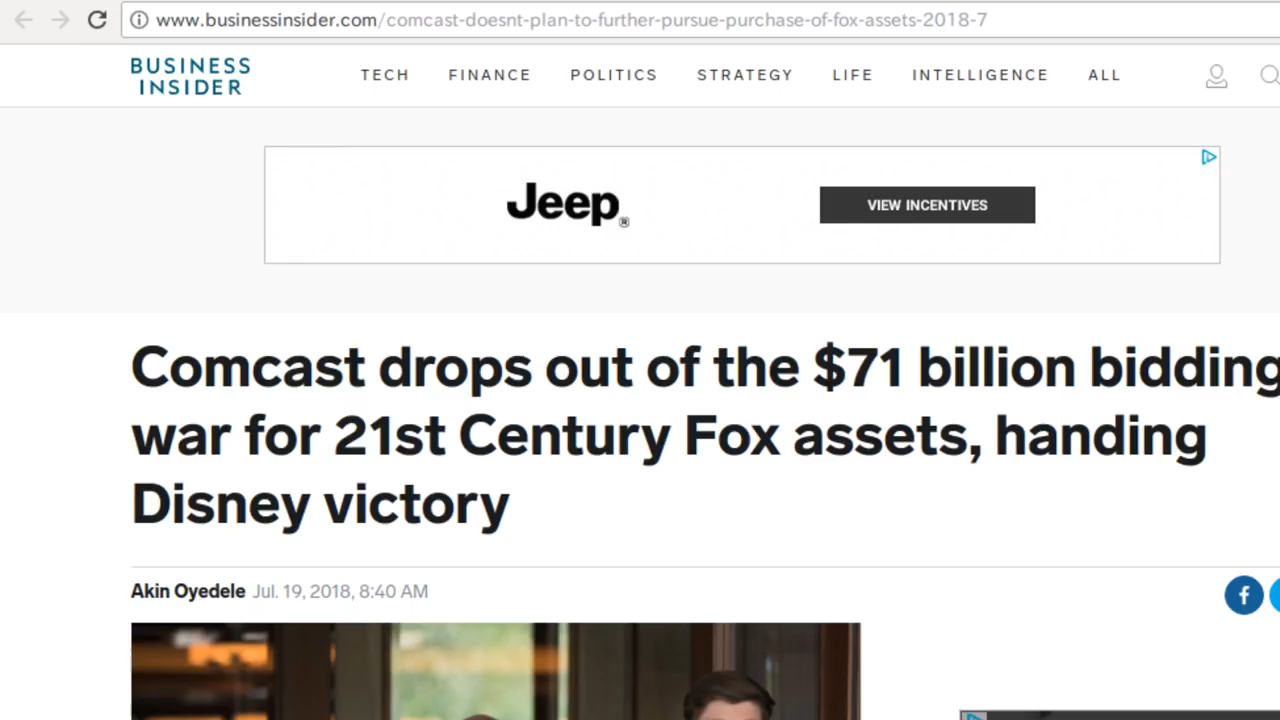 www.businessinsider.com/comcast-doesnt-plan-to-further-pursue-purchase-of-fox-assets-2018-7
BUSINESS
INSIDER
TECH FINANCE POLITICS STRATEGY LIFE INTELLIGENCE ALL
Jeep®
VIEW INCENTIVES
Comcast drops out of the $71 billion bidding
war for 21st Century Fox assets, handing
Disney victory
Akin Oyedele Jul. 19, 2018, 8:40 AM
f